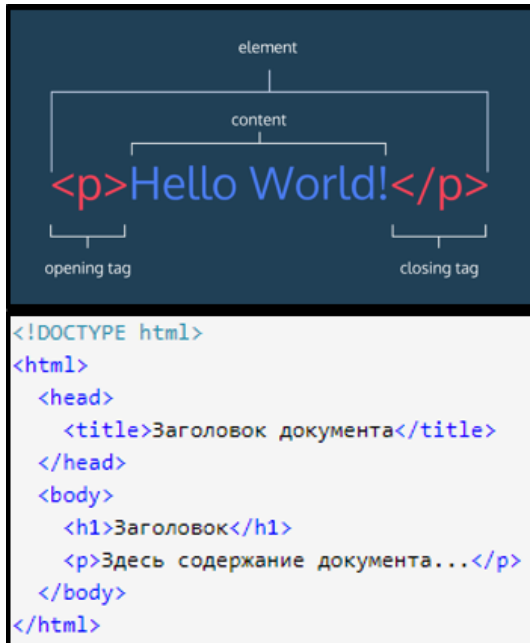 element
content
<p>Hello World!</p>
opening tag closing tag
<!DOCTYPE html>
<html>
  <head>
    <title>Заголовок документа</title>
  </head>
  <body>
    <h1>Заголовок</h1>
    <p>Здесь содержание документа...</p>
  </body>
</html>